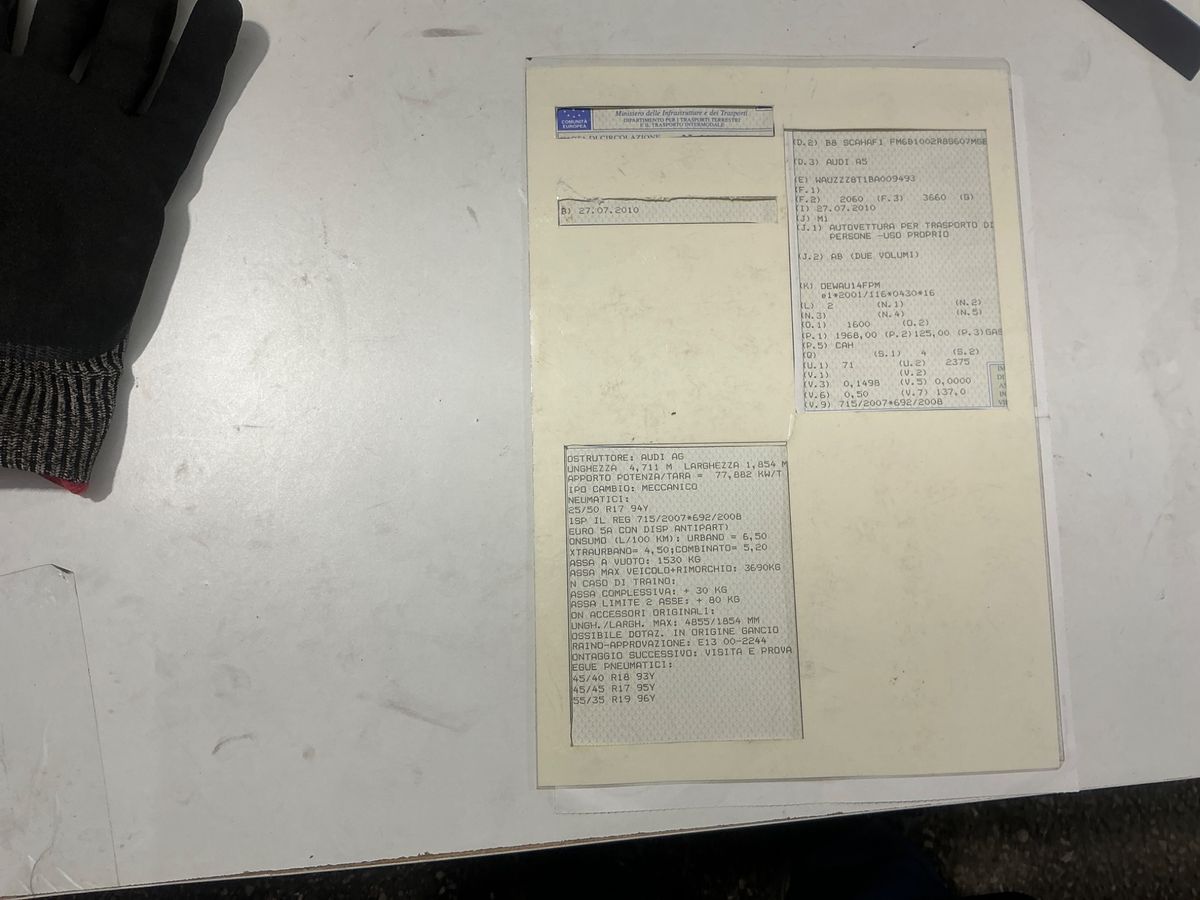 COMUNITÀ
EUROPEA
Ministero delle Infrastrutture e dei Trasporti
DIPARTIMENTO PER I TRASPORTI TERRESTRI
E IL TRASPORTO INTERMODALE
DI CIRCOLAZIONE
B) 27.07.2010
(D.2) B8 SCAHAF1 FM6B1002R8S607MGE
(D.3) AUDI A5
(E) WAUZZZ8T1BA009493
(F.1)
(F.2) 2060 (F.3) 3660 (G)
(I) 27.07.2010
(J) M1
(J.1) AUTOVETTURA PER TRASPORTO DI
PERSONE -USO PROPRIO
(J.2) AB (DUE VOLUMI)
(K) DEWAU14FPM
e1*2001/116*0430*16
(L) 2 (N.1) (N.2)
(N.3) (N.4) (N.5)
(O.1) 1600 (O.2)
(P.1) 1968,00 (P.2)125,00 (P.3)GAS
(P.5) CAH
(Q) (S.1) 4 (S.2)
(U.1) 71 (U.2) 2375
(V.1) (V.2)
(V.3) 0,1498 (V.5) 0,0000
(V.6) 0,50 (V.7) 137,0
(V.9) 715/2007*692/2008
OSTRUTTORE: AUDI AG
UNGHEZZA 4,711 M LARGHEZZA 1,854 M
APPORTO POTENZA/TARA = 77,882 KW/T
IPO CAMBIO: MECCANICO
NEUMATICI:
25/50 R17 94Y
ISP IL REG 715/2007*692/2008
EURO 5A CON DISP ANTIPART)
ONSUMO (L/100 KM): URBANO = 6,50
XTRAURBANO= 4,50;COMBINATO= 5,20
ASSA A VUOTO: 1530 KG
ASSA MAX VEICOLO+RIMORCHIO: 3690KG
N CASO DI TRAINO:
ASSA COMPLESSIVA: + 30 KG
ASSA LIMITE 2 ASSE: + 80 KG
ON ACCESSORI ORIGINALI:
UNGH./LARGH. MAX: 4855/1854 MM
OSSIBILE DOTAZ. IN ORIGINE GANCIO
RAINO-APPROVAZIONE: E13 00-2244
ONTAGGIO SUCCESSIVO: VISITA E PROVA
EGUE PNEUMATICI:
45/40 R18 93Y
45/45 R17 95Y
55/35 R19 96Y